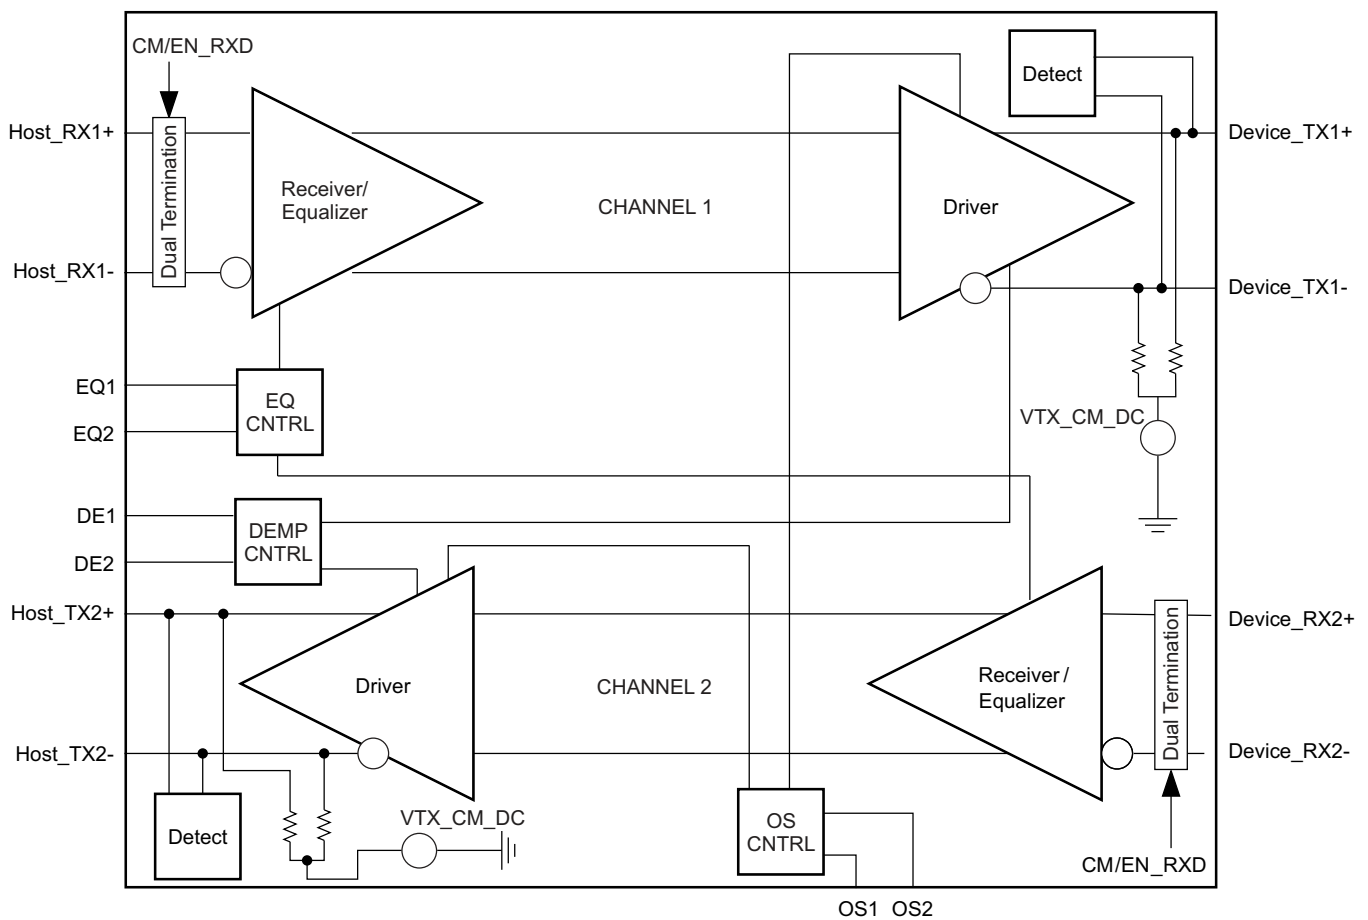 CM/EN_RXD
Detect
Host_RX1+
Device_TX1+
Dual Termination
Receiver/
Equalizer
CHANNEL 1
Driver
Host_RX1-
Device_TX1-
EQ1
EQ
CNTRL
EQ2
VTX_CM_DC
DE1
DEMP
CNTRL
DE2
Host_TX2+
Device_RX2+
Dual Termination
Driver
CHANNEL 2
Receiver/
Equalizer
Host_TX2-
Device_RX2-
Detect
VTX_CM_DC
OS
CNTRL
CM/EN_RXD
OS1
OS2